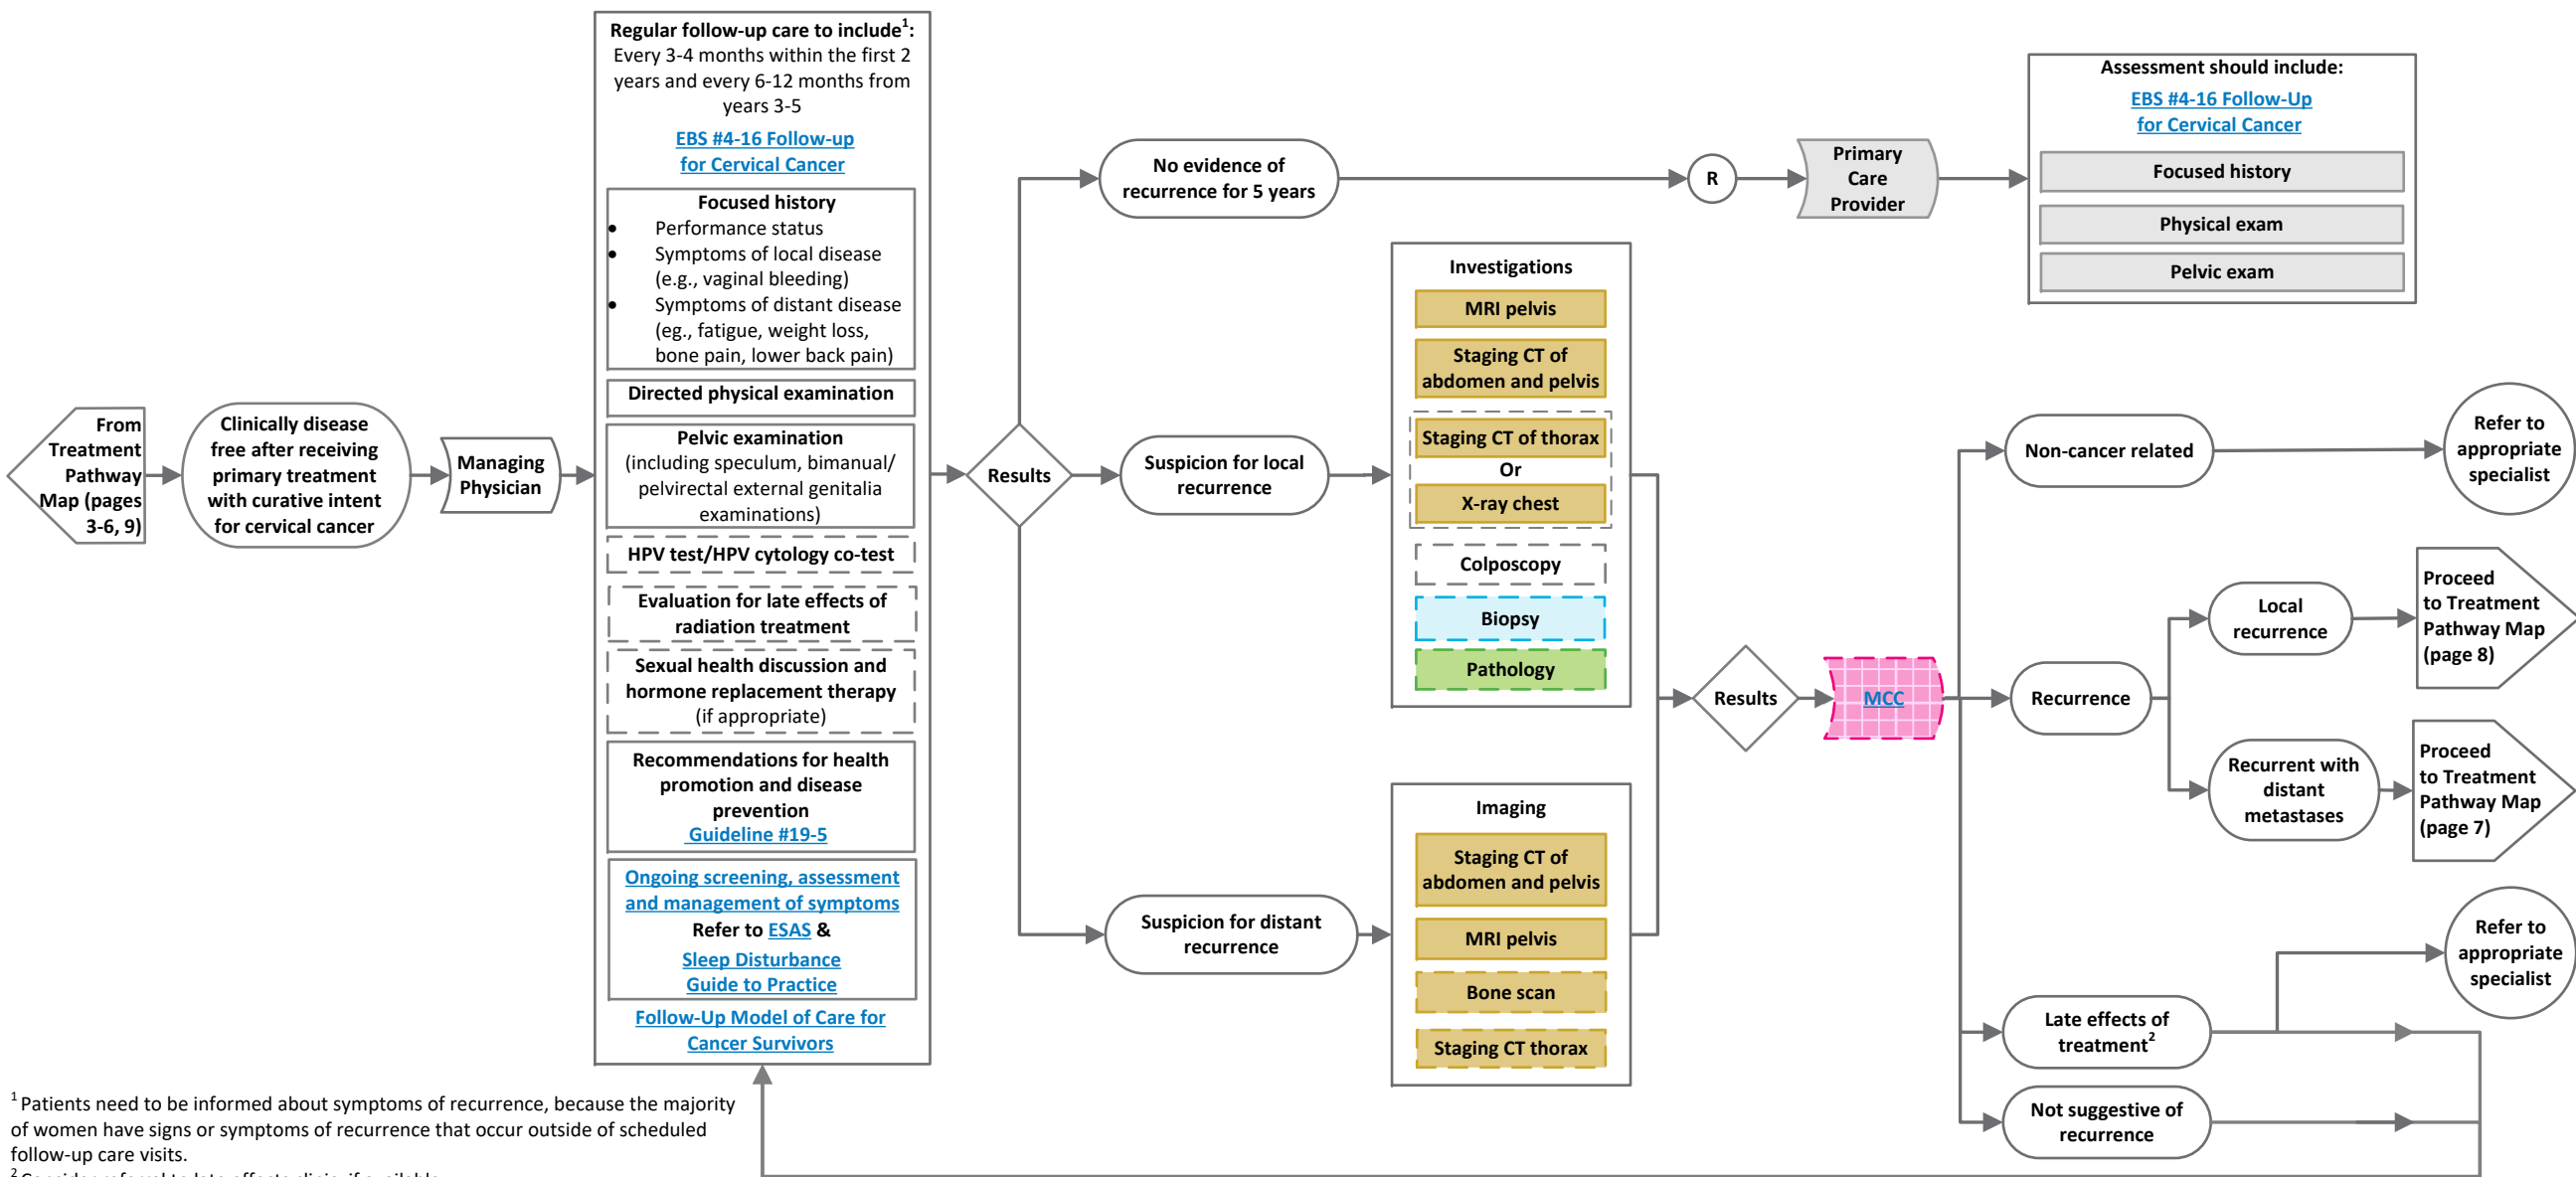 From
Treatment
Pathway
Map (pages
3-6, 9)
Clinically disease
free after receiving
primary treatment
with curative intent
for cervical cancer
Managing
Physician
Regular follow-up care to include1:
Every 3-4 months within the first 2
years and every 6-12 months from
years 3-5
EBS #4-16 Follow-up
for Cervical Cancer
Focused history
• Performance status
• Symptoms of local disease
(e.g., vaginal bleeding)
• Symptoms of distant disease
(eg., fatigue, weight loss,
bone pain, lower back pain)
Directed physical examination
Pelvic examination
(including speculum, bimanual/
pelvirectal external genitalia
examinations)
HPV test/HPV cytology co-test
Evaluation for late effects of
radiation treatment
Sexual health discussion and
hormone replacement therapy
(if appropriate)
Recommendations for health
promotion and disease
prevention
Guideline #19-5
Ongoing screening, assessment
and management of symptoms
Refer to ESAS &
Sleep Disturbance
Guide to Practice
Follow-Up Model of Care for
Cancer Survivors
Results
No evidence of
recurrence for 5 years
R
Primary
Care
Provider
Assessment should include:
EBS #4-16 Follow-Up
for Cervical Cancer
Focused history
Physical exam
Pelvic exam
Suspicion for local
recurrence
Investigations
MRI pelvis
Staging CT of
abdomen and pelvis
Staging CT of thorax
Or
X-ray chest
Colposcopy
Biopsy
Pathology
Suspicion for distant
recurrence
Imaging
Staging CT of
abdomen and pelvis
MRI pelvis
Bone scan
Staging CT thorax
Results
MCC
Non-cancer related
Refer to
appropriate
specialist
Recurrence
Local
recurrence
Proceed
to Treatment
Pathway Map
(page 8)
Recurrent with
distant
metastases
Proceed
to Treatment
Pathway Map
(page 7)
Late effects of
treatment2
Refer to
appropriate
specialist
Not suggestive of
recurrence
1 Patients need to be informed about symptoms of recurrence, because the majority
of women have signs or symptoms of recurrence that occur outside of scheduled
follow-up care visits.
2 Consider referral to late effects clinic, if available